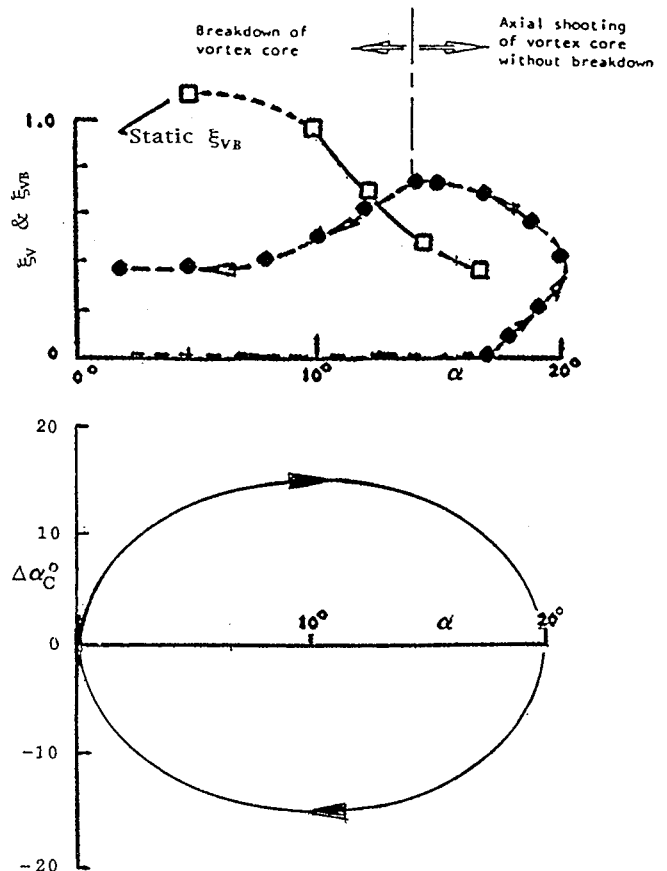 Breakdown of
vortex core
Axial shooting
of vortex core
without breakdown
1.0
Static ξVB
ξV & ξVB
0
0°
10°
α
20°
20
10
ΔαC°
0
10°
α
20°
-10
-20